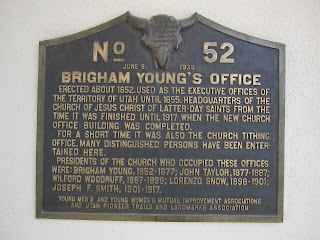 No 52
JUNE 9, 1935
BRIGHAM YOUNG'S OFFICE
ERECTED ABOUT 1852, USED AS THE EXECUTIVE OFFICES OF
THE TERRITORY OF UTAH UNTIL 1855. HEADQUARTERS OF THE
CHURCH OF JESUS CHRIST OF LATTER-DAY SAINTS FROM THE
TIME IT WAS FINISHED UNTIL 1917 WHEN THE NEW CHURCH
OFFICE BUILDING WAS COMPLETED.
FOR A SHORT TIME IT WAS ALSO THE CHURCH TITHING
OFFICE. MANY DISTINGUISHED PERSONS HAVE BEEN ENTER-
TAINED HERE.
PRESIDENTS OF THE CHURCH WHO OCCUPIED THESE OFFICES
WERE: BRIGHAM YOUNG, 1852-1877; JOHN TAYLOR, 1877-1887;
WILFORD WOODRUFF, 1887-1898; LORENZO SNOW, 1898-1901;
JOSEPH F. SMITH, 1901-1917.
YOUNG MEN'S AND YOUNG WOMEN'S MUTUAL IMPROVEMENT ASSOCIATIONS
AND UTAH PIONEER TRAILS AND LANDMARKS ASSOCIATION